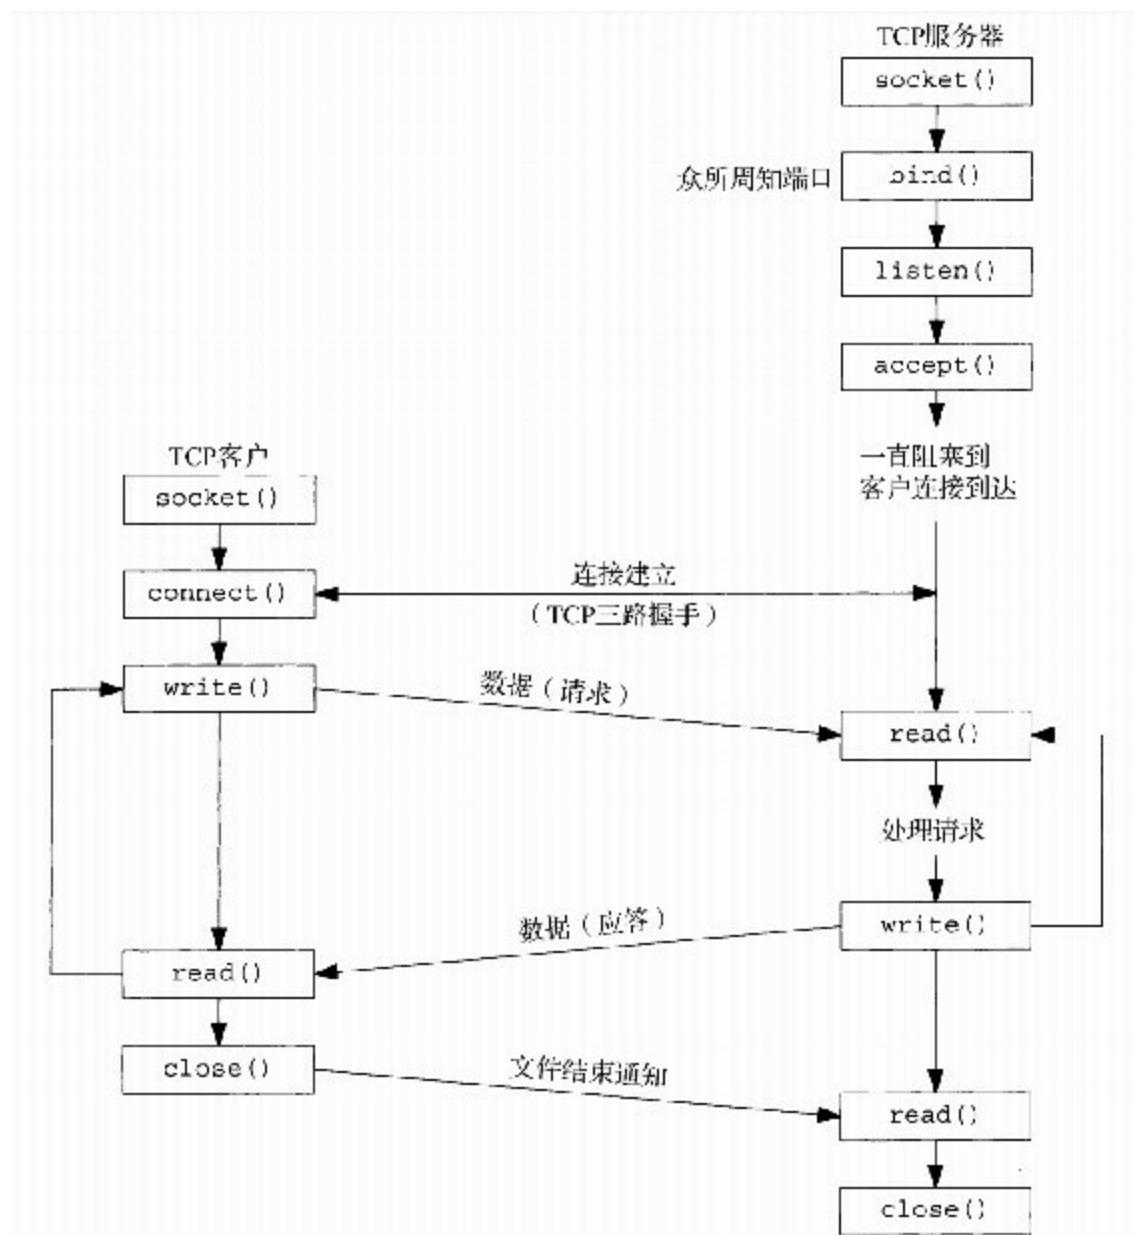 TCP服务器
socket()
众所周知端口
bind()
listen()
accept()
一直阻塞到
客户连接到达
TCP客户
socket()
connect()
连接建立
(TCP三路握手)
write()
数据(请求)
read()
处理请求
数据(应答)
write()
read()
close()
文件结束通知
read()
close()